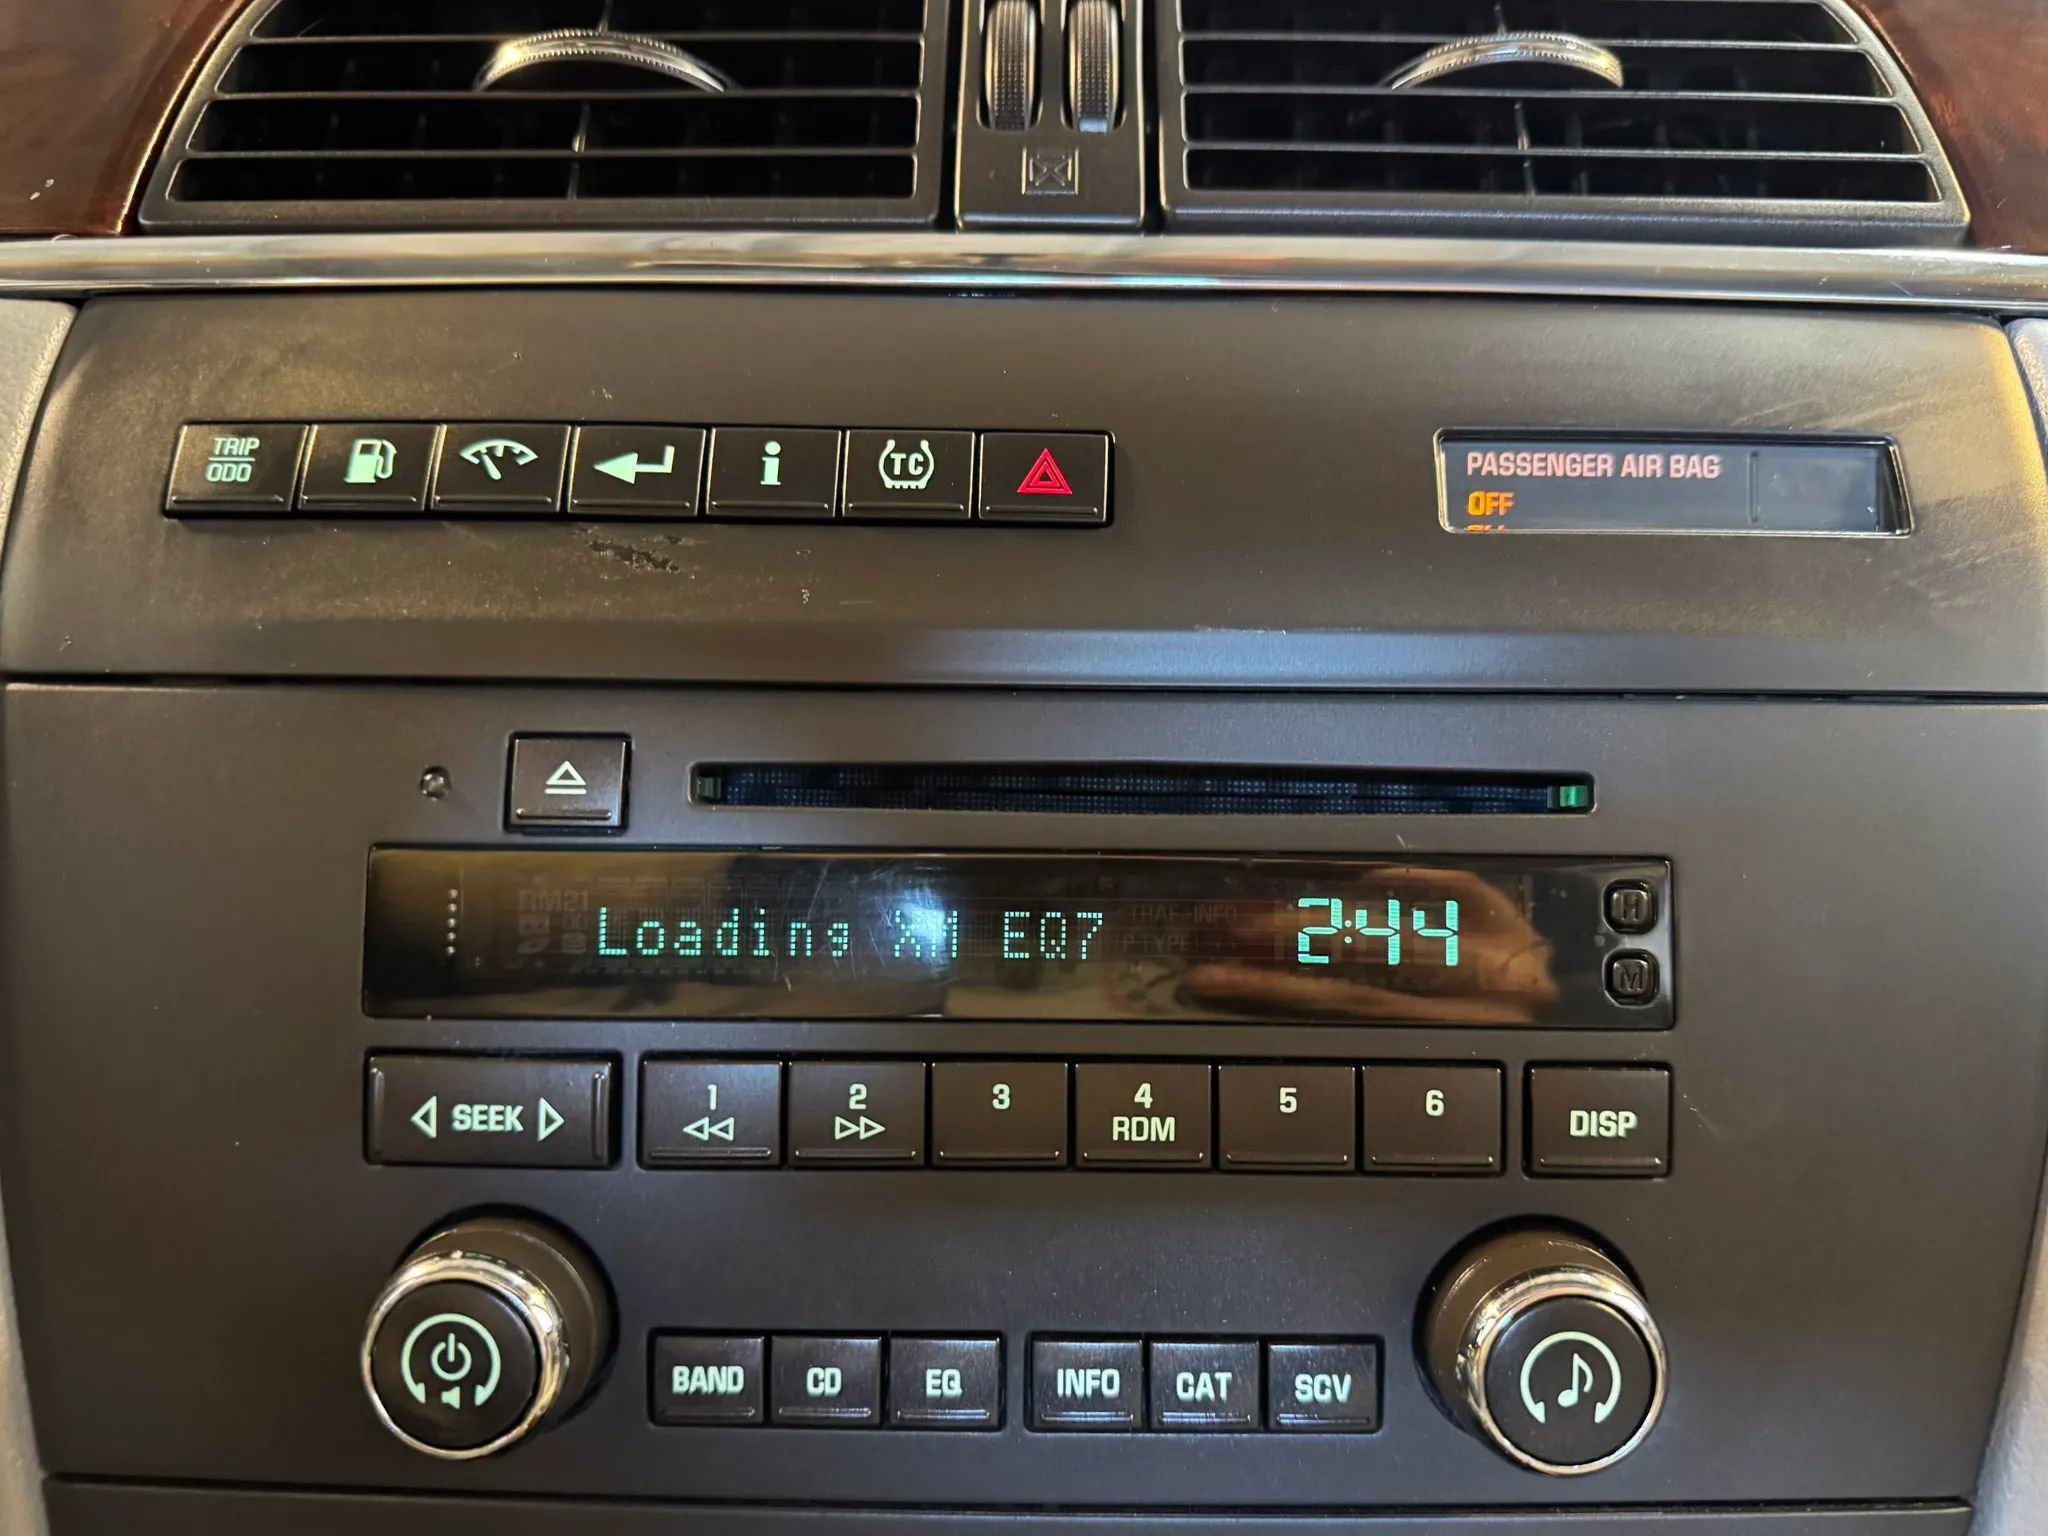 TRIP
ODO
i
TC
PASSENGER AIR BAG
OFF
Loading XM EQ7 2:44
H
M
SEEK 1 2 3 4 5 6 DISP
RDM
BAND CD EQ INFO CAT SCV